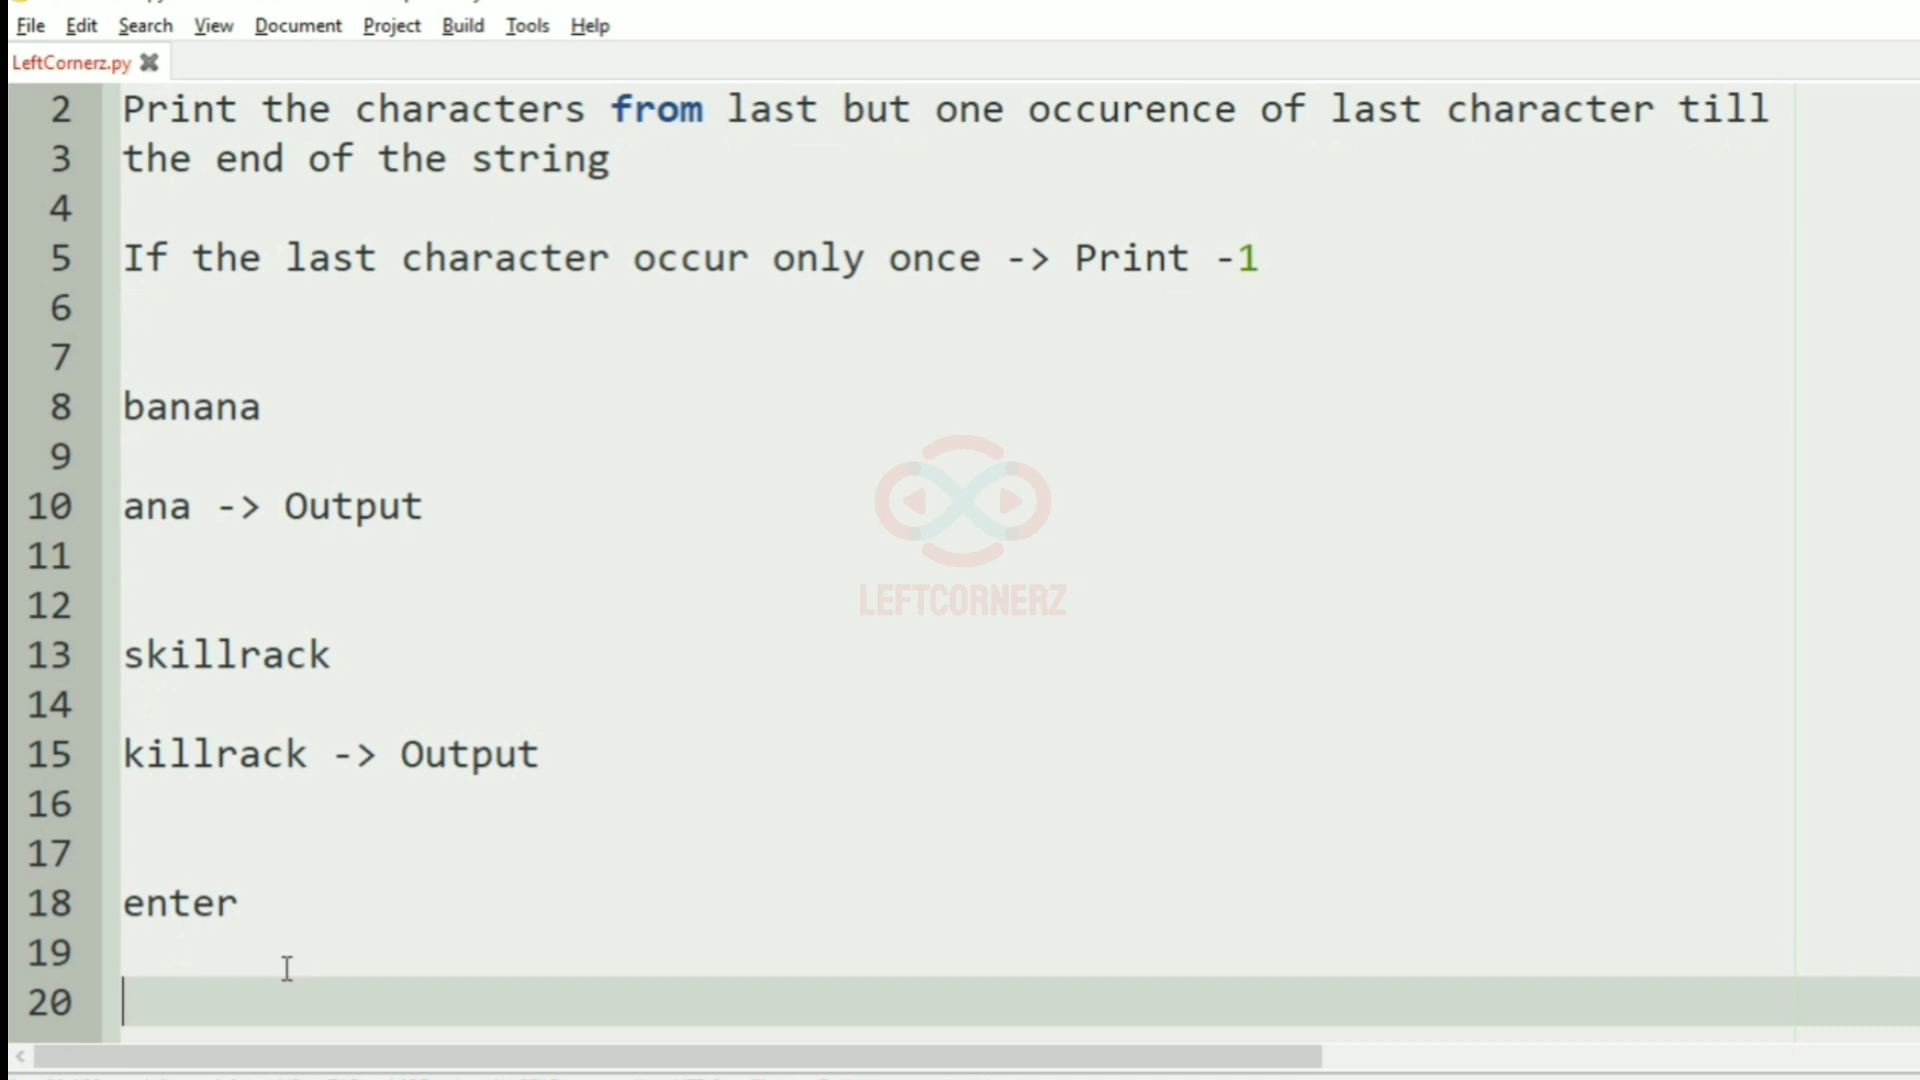 File Edit Search View Document Project Build Tools Help
LeftCornerz.py
2 Print the characters from last but one occurence of last character till
3 the end of the string
4
5 If the last character occur only once -> Print -1
6
7
8 banana
9
10 ana -> Output
11
12
13 skillrack
14
15 killrack -> Output
16
17
18 enter
19
20
LEFTCORNERZ